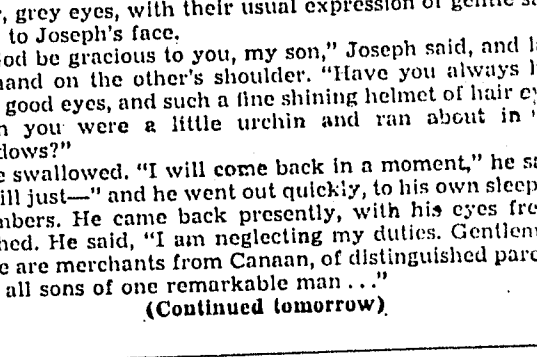 , grey eyes, with their usual expression of gentle
to Joseph's face.
od be gracious to you, my son," Joseph said, and
hand on the other's shoulder. "Have you always
good eyes, and such a fine shining helmet of hair
you were a little urchin and ran about in
dows?"
swallowed. "I will come back in a moment," he
ill just—" and he went out quickly, to his own sleep
mbers. He came back presently, with his eyes
hed. He said, "I am neglecting my duties. Gentlem
e are merchants from Canaan, of distinguished
all sons of one remarkable man ..."
(Continued tomorrow)